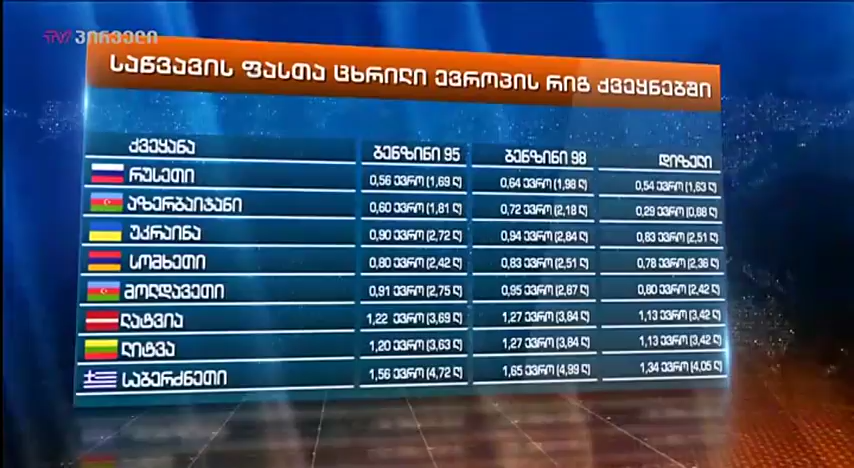 TV პირველი
საწვავის ფასთა ცხრილი ევროპის რიგ ქვეყნებში
ქვეყანა ბენზინი 95 ბენზინი 98 დიზელი
რუსეთი 0,56 ევრო (1,69 ლ) 0,64 ევრო (1,98 ლ) 0,54 ევრო (1,63 ლ)
აზერბაიჯანი 0,60 ევრო (1,81 ლ) 0,72 ევრო (2,18 ლ) 0,29 ევრო (0,88 ლ)
უკრაინა 0,90 ევრო (2,72 ლ) 0,94 ევრო (2,84 ლ) 0,83 ევრო (2,51 ლ)
სომხეთი 0,80 ევრო (2,42 ლ) 0,83 ევრო (2,51 ლ) 0,78 ევრო (2,36 ლ)
მოლდავეთი 0,91 ევრო (2,75 ლ) 0,95 ევრო (2,87 ლ) 0,80 ევრო (2,42 ლ)
ლატვია 1,22 ევრო (3,69 ლ) 1,27 ევრო (3,84 ლ) 1,13 ევრო (3,42 ლ)
ლიტვა 1,20 ევრო (3,63 ლ) 1,27 ევრო (3,84 ლ) 1,13 ევრო (3,42 ლ)
საბერძნეთი 1,56 ევრო (4,72 ლ) 1,65 ევრო (4,99 ლ) 1,34 ევრო (4,05 ლ)